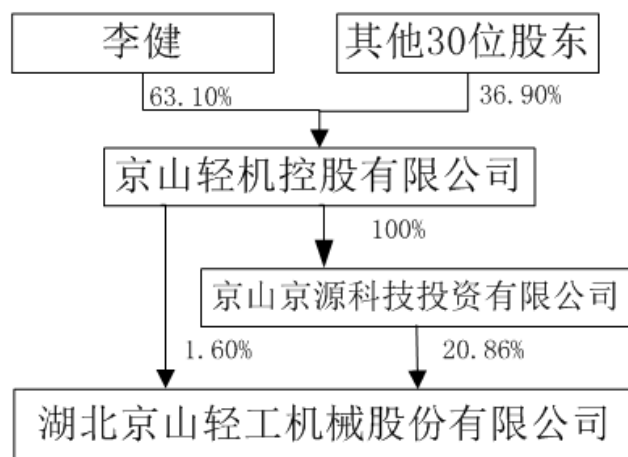 李健
其他30位股东
63.10%
36.90%
京山轻机控股有限公司
100%
京山京源科技投资有限公司
1.60%
20.86%
湖北京山轻工机械股份有限公司